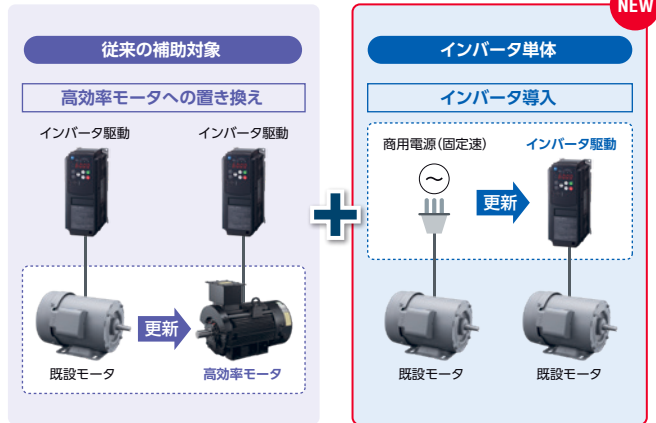 NEW
従来の補助対象
高効率モータへの置き換え
インバータ駆動
インバータ駆動
更新
既設モータ
高効率モータ
インバータ単体
インバータ導入
商用電源(固定速)
インバータ駆動
更新
既設モータ
既設モータ